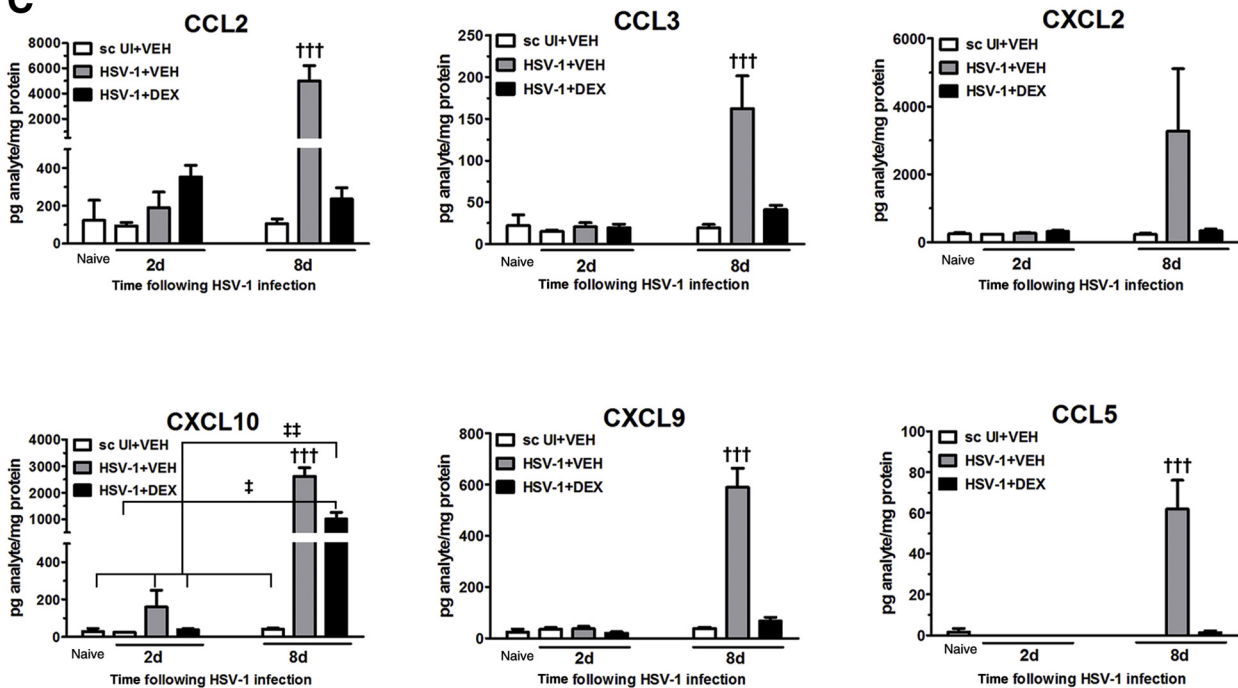 C
CCL2
8000
6000
4000
2000
400
200
0
pg analyte/mg protein
sc UI+VEH
HSV-1+VEH
HSV-1+DEX
†††
Naive
2d
8d
Time following HSV-1 infection
CCL3
250
200
150
100
50
0
pg analyte/mg protein
sc UI+VEH
HSV-1+VEH
HSV-1+DEX
†††
Naive
2d
8d
Time following HSV-1 infection
CXCL2
6000
4000
2000
0
pg analyte/mg protein
sc UI+VEH
HSV-1+VEH
HSV-1+DEX
Naive
2d
8d
Time following HSV-1 infection
CXCL10
4000
3000
2000
1000
400
200
0
pg analyte/mg protein
sc UI+VEH
HSV-1+VEH
HSV-1+DEX
‡‡
†††
‡
Naive
2d
8d
Time following HSV-1 infection
CXCL9
800
600
400
200
0
pg analyte/mg protein
sc UI+VEH
HSV-1+VEH
HSV-1+DEX
†††
Naive
2d
8d
Time following HSV-1 infection
CCL5
100
80
60
40
20
0
pg analyte/mg protein
sc UI+VEH
HSV-1+VEH
HSV-1+DEX
†††
Naive
2d
8d
Time following HSV-1 infection